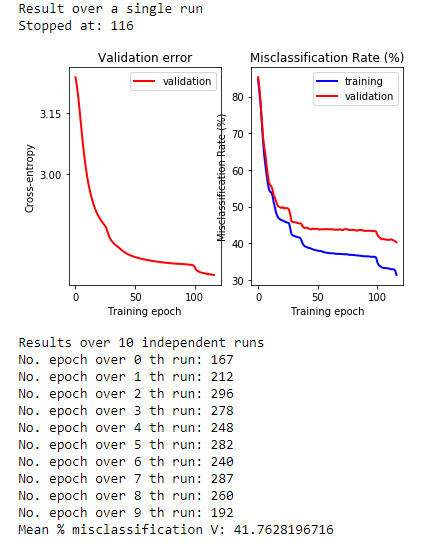 Result over a single run
Stopped at: 116
Validation error
validation
3.15
3.00
Cross-entropy
0
50
100
Training epoch
Misclassification Rate (%)
training
validation
80
70
60
50
40
30
Misclassification Rate (%)
0
50
100
Training epoch
Results over 10 independent runs
No. epoch over 0 th run: 167
No. epoch over 1 th run: 212
No. epoch over 2 th run: 296
No. epoch over 3 th run: 278
No. epoch over 4 th run: 248
No. epoch over 5 th run: 282
No. epoch over 6 th run: 240
No. epoch over 7 th run: 287
No. epoch over 8 th run: 260
No. epoch over 9 th run: 192
Mean % misclassification V: 41.7628196716